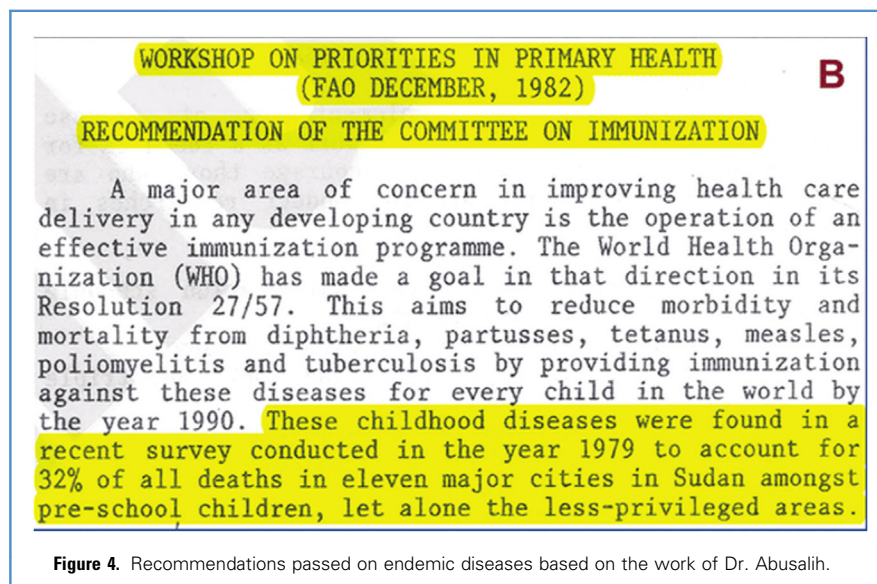 WORKSHOP ON PRIORITIES IN PRIMARY HEALTH
(FAO DECEMBER, 1982)
B
RECOMMENDATION OF THE COMMITTEE ON IMMUNIZATION
A major area of concern in improving health care
delivery in any developing country is the operation of an
effective immunization programme. The World Health Orga-
nization (WHO) has made a goal in that direction in its
Resolution 27/57. This aims to reduce morbidity and
mortality from diphtheria, partusses, tetanus, measles,
poliomyelitis and tuberculosis by providing immunization
against these diseases for every child in the world by
the year 1990. These childhood diseases were found in a
recent survey conducted in the year 1979 to account for
32% of all deaths in eleven major cities in Sudan amongst
pre-school children, let alone the less-privileged areas.
Figure 4. Recommendations passed on endemic diseases based on the work of Dr. Abusalih.